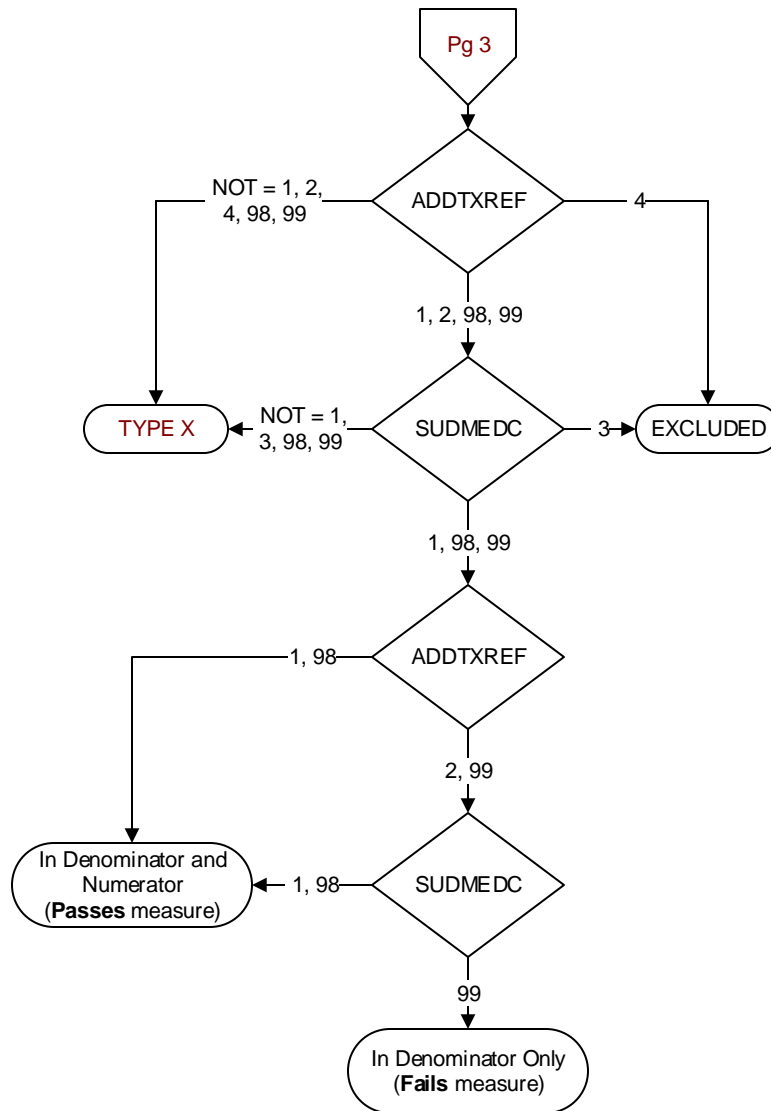 Pg 3
NOT = 1, 2,
4, 98, 99
ADDTXREF
4
1, 2, 98, 99
TYPE X
NOT = 1,
3, 98, 99
SUDMEDC
3
EXCLUDED
1, 98, 99
1, 98
ADDTXREF
2, 99
In Denominator and
Numerator
(Passes measure)
1, 98
SUDMEDC
99
In Denominator Only
(Fails measure)